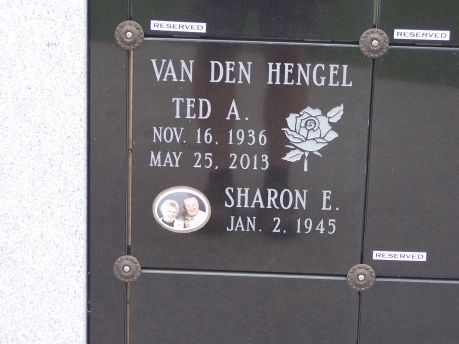 RESERVED
RESERVED
VAN DEN HENGEL
TED A.
NOV. 16, 1936
MAY 25, 2013
SHARON E.
JAN. 2, 1945
RESERVED